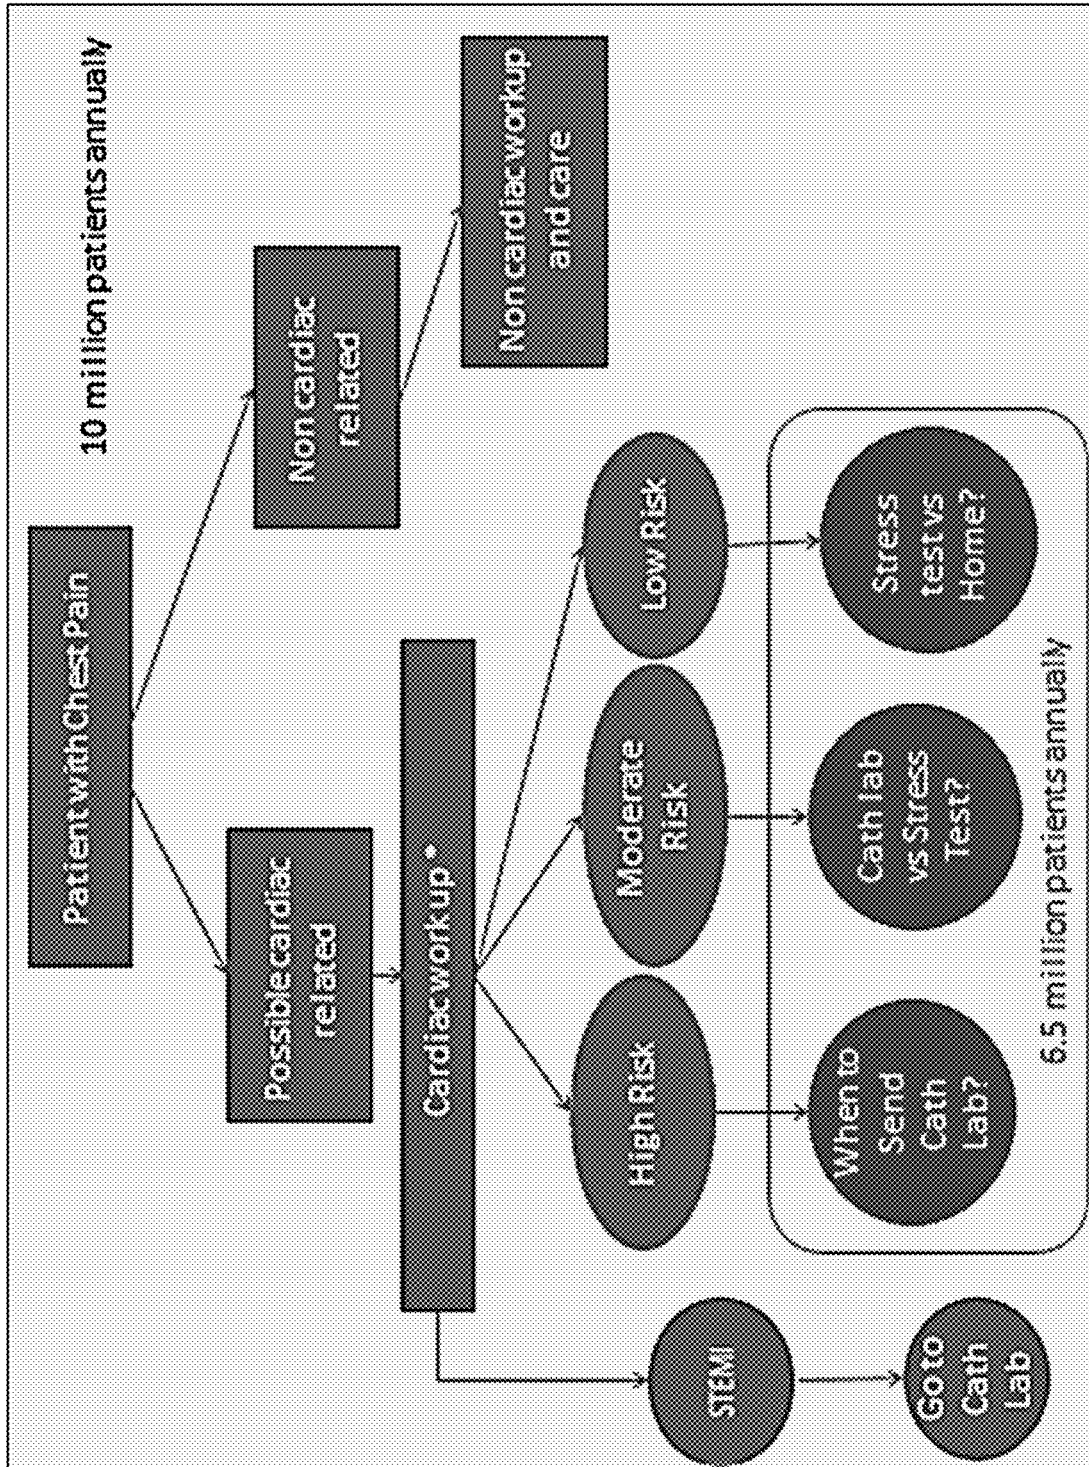 Patient with Chest Pain
10 million patients annually
Possible cardiac
related
Non cardiac
related
Cardiac workup**
Non cardiac workup
and care
STEMI
High Risk
Moderate
Risk
Low Risk
Go to
Cath
Lab
When to
Send
Cath
Lab?
Cath lab
vs Stress
Test?
Stress
test vs
Home?
6.5 million patients annually